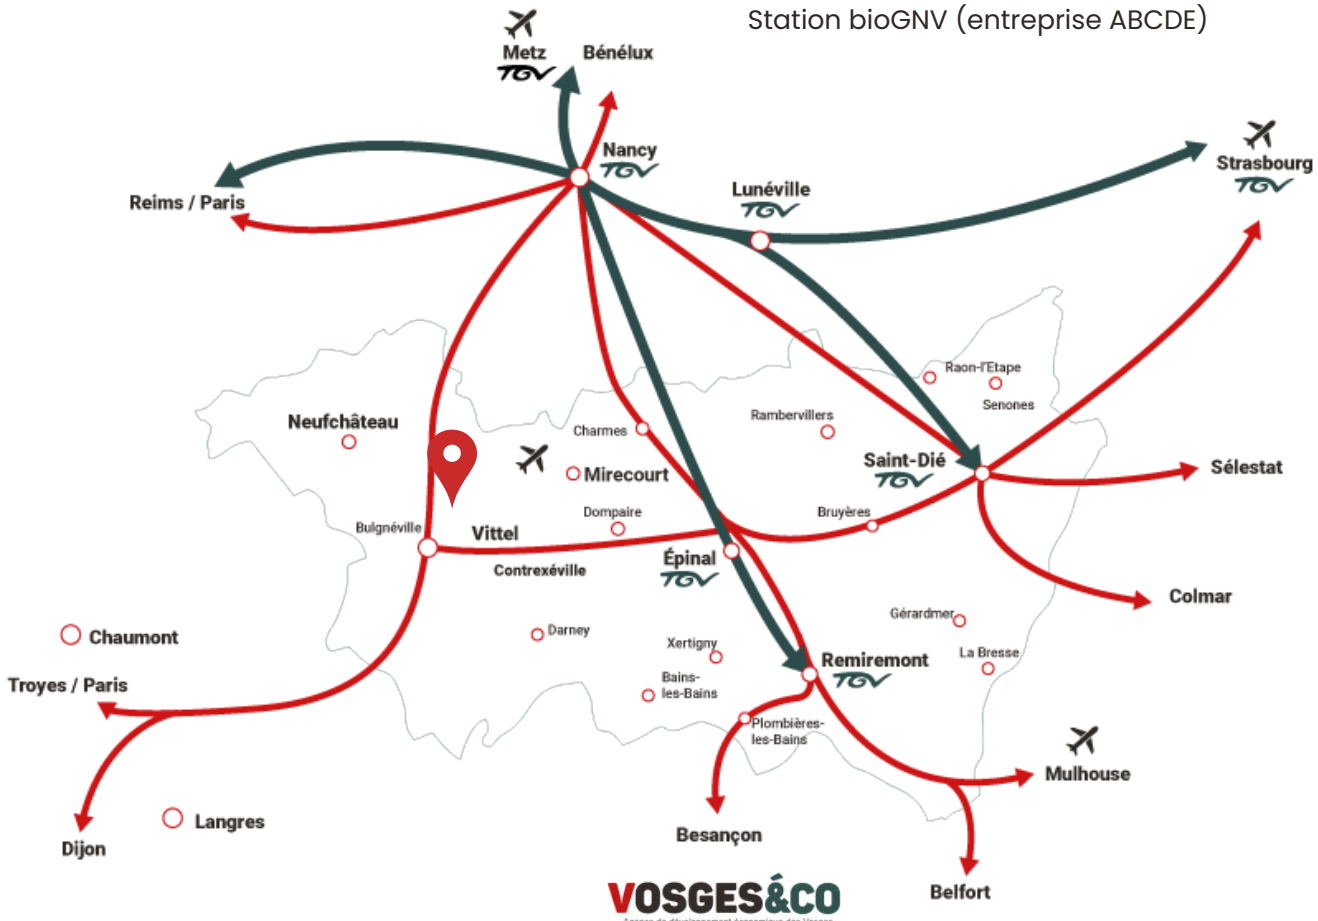 Station bioGNV (entreprise ABCDE)
Metz
TGV
Bénélux
Nancy
TGV
Reims / Paris
Lunéville
TGV
Strasbourg
TGV
Raon-l'Etape
Senones
Neufchâteau
Charmes
Rambervillers
Mirecourt
Saint-Dié
TGV
Sélestat
Bulgnéville
Vittel
Dompaire
Bruyères
Contrexéville
Épinal
TGV
Colmar
Gérardmer
Chaumont
Darney
Xertigny
La Bresse
Remiremont
TGV
Troyes / Paris
Bains-
les-Bains
Plombières-
les-Bains
Mulhouse
Langres
Dijon
Besançon
Belfort
VOSGES&CO